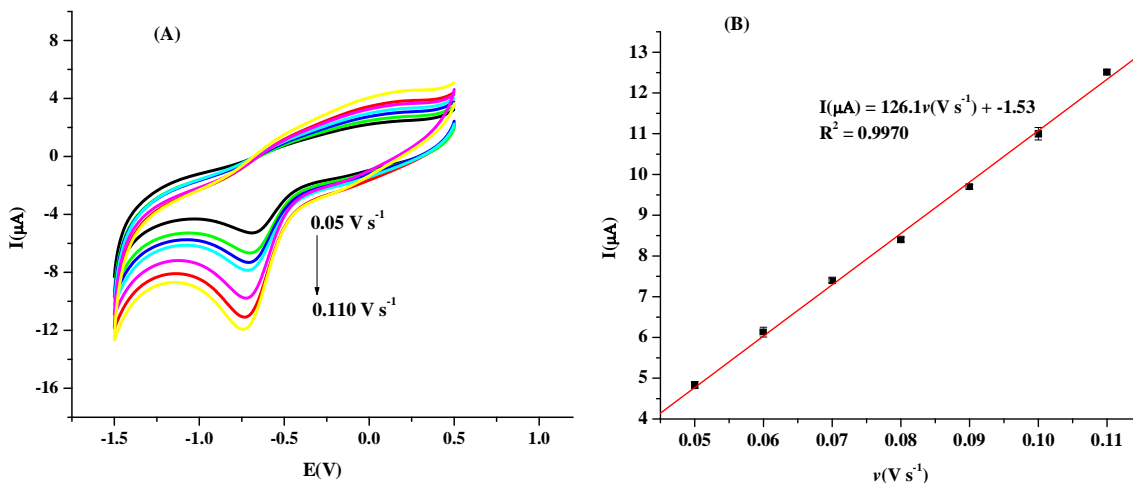 (A)
8
4
0
-4
-8
-12
-16
I(µA)
0.05 V s⁻¹
0.110 V s⁻¹
-1.5 -1.0 -0.5 0.0 0.5 1.0
E(V)
(B)
13
12
11
10
9
8
7
6
5
4
I(µA)
I(µA) = 126.1v(V s⁻¹) + -1.53
R² = 0.9970
0.05 0.06 0.07 0.08 0.09 0.10 0.11
v(V s⁻¹)